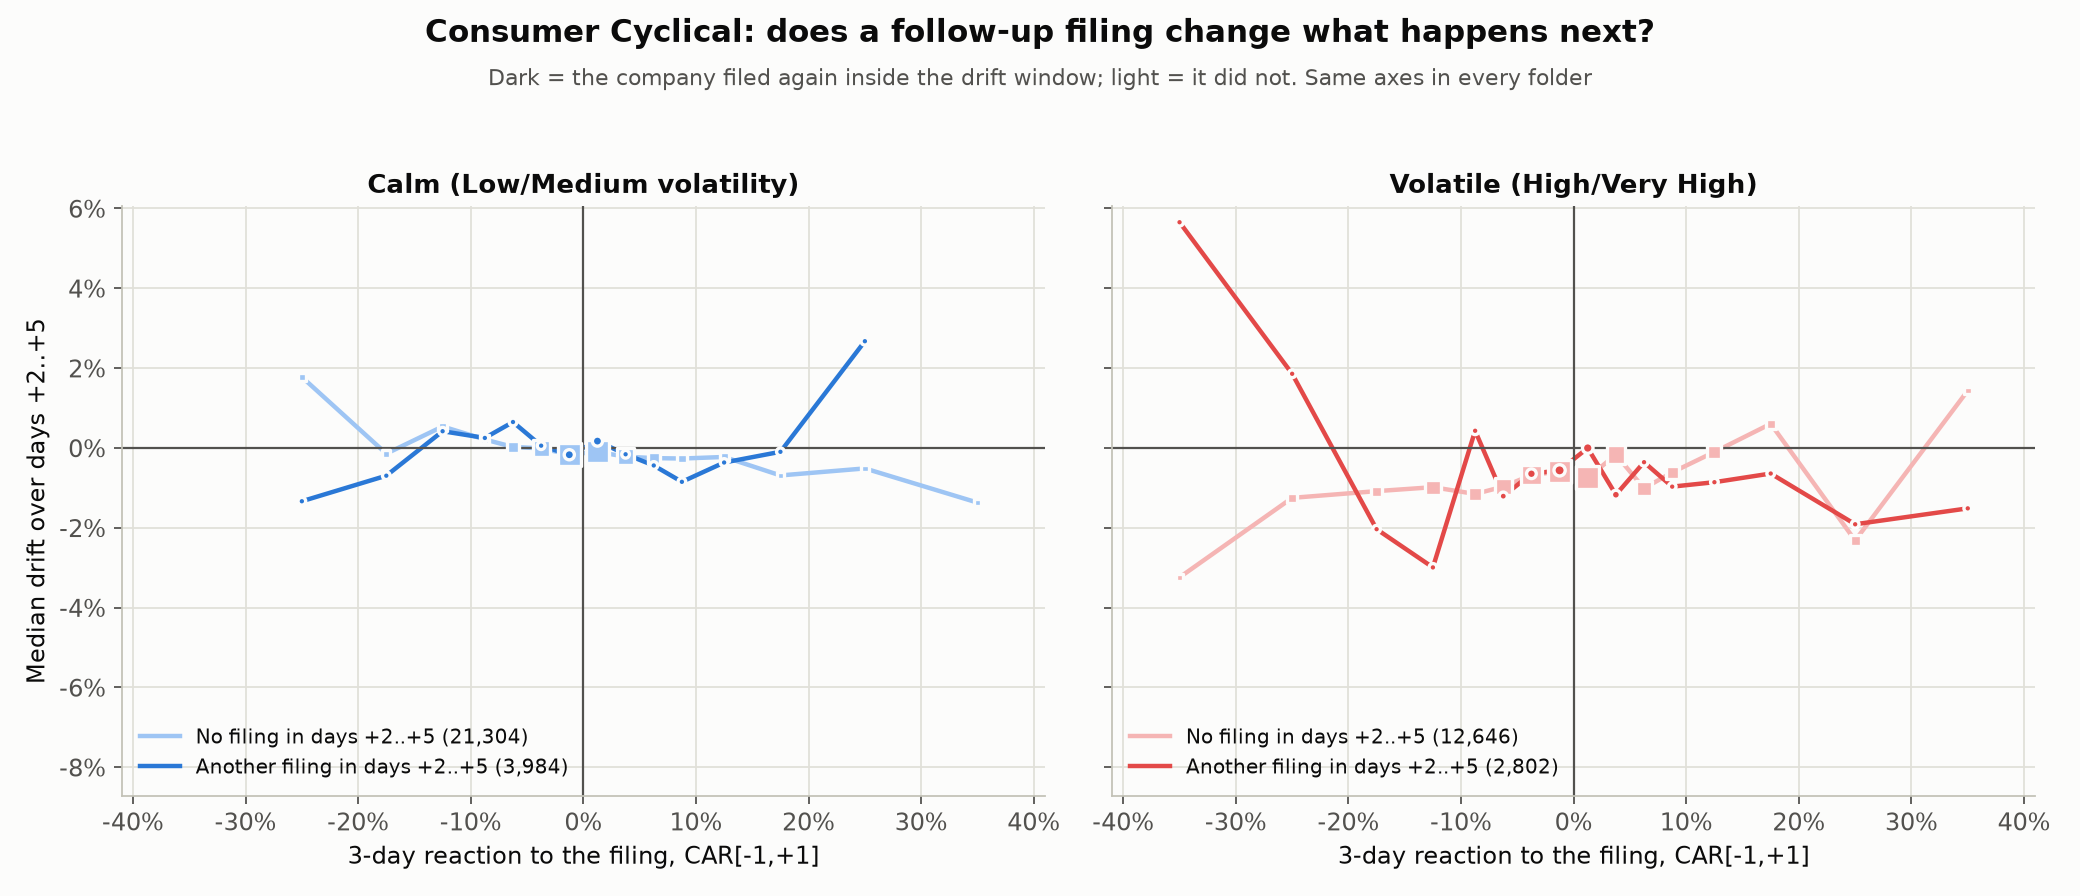 Consumer Cyclical: does a follow-up filing change what happens next?
Dark = the company filed again inside the drift window; light = it did not. Same axes in every folder
Calm (Low/Medium volatility)
Median drift over days +2..+5
6%
4%
2%
0%
-2%
-4%
-6%
-8%
No filing in days +2..+5 (21,304)
Another filing in days +2..+5 (3,984)
-40%
-30%
-20%
-10%
0%
10%
20%
30%
40%
3-day reaction to the filing, CAR[-1,+1]
Volatile (High/Very High)
No filing in days +2..+5 (12,646)
Another filing in days +2..+5 (2,802)
-40%
-30%
-20%
-10%
0%
10%
20%
30%
40%
3-day reaction to the filing, CAR[-1,+1]